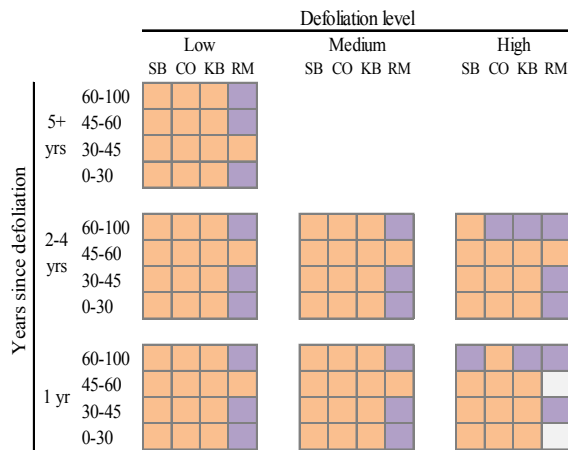 Defoliation level
Low Medium High
SB CO KB RM SB CO KB RM SB CO KB RM
Years since defoliation
5+ yrs
60-100
45-60
30-45
0-30
2-4 yrs
60-100
45-60
30-45
0-30
1 yr
60-100
45-60
30-45
0-30